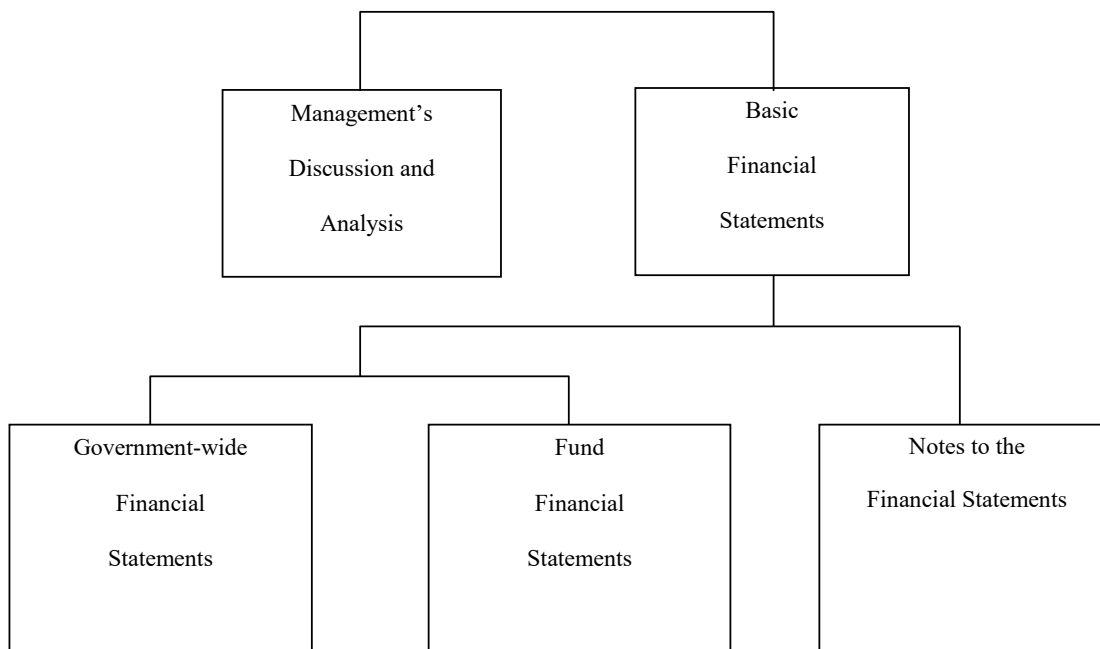 Management’s
Discussion and
Analysis
Basic
Financial
Statements
Government-wide
Financial
Statements
Fund
Financial
Statements
Notes to the
Financial Statements